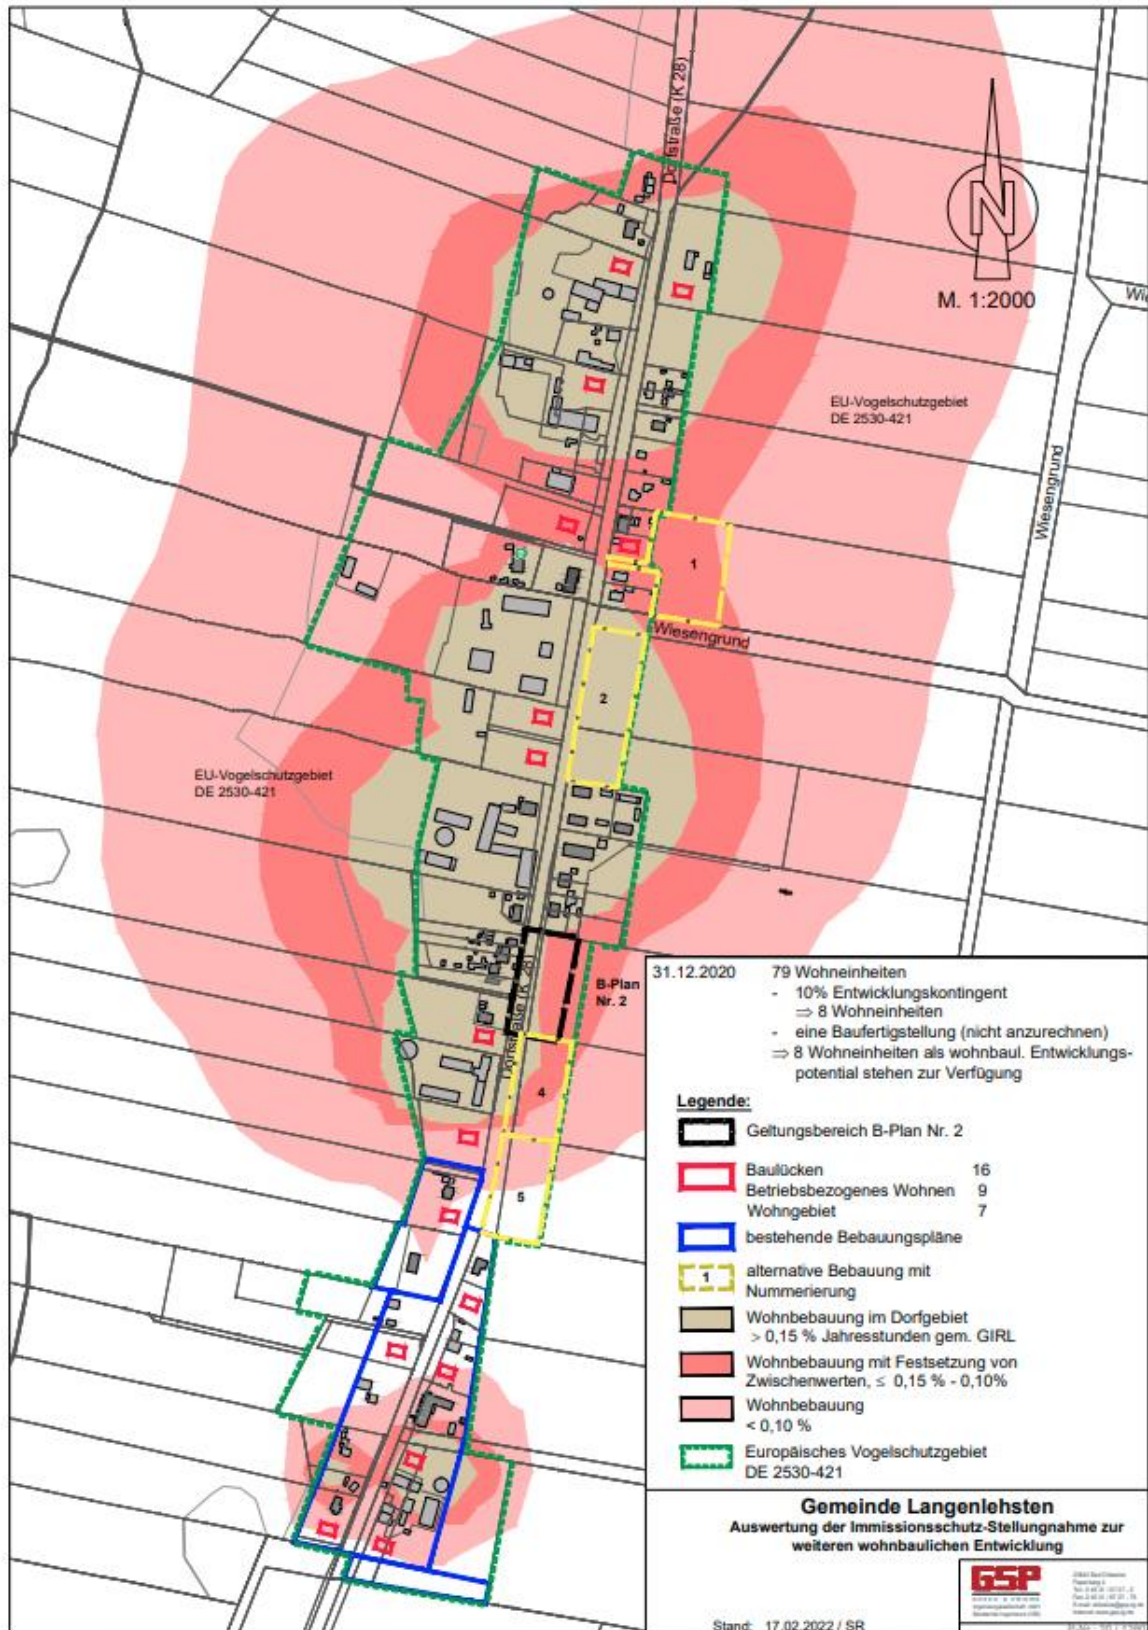 Dorfstraße (K 28)
N
M. 1:2000
EU-Vogelschutzgebiet
DE 2530-421
Wiesengrund
1
Wiesengrund
2
EU-Vogelschutzgebiet
DE 2530-421
B-Plan
Nr. 2
Dorfstraße (K 28)
4
5
31.12.2020 79 Wohneinheiten
- 10% Entwicklungskontingent
⇒ 8 Wohneinheiten
- eine Baufertigstellung (nicht anzurechnen)
⇒ 8 Wohneinheiten als wohnbaul. Entwicklungs-
potential stehen zur Verfügung
Legende:
Geltungsbereich B-Plan Nr. 2
Baulücken 16
Betriebsbezogenes Wohnen 9
Wohngebiet 7
bestehende Bebauungspläne
1 alternative Bebauung mit
Nummerierung
Wohnbebauung im Dorfgebiet
> 0,15 % Jahresstunden gem. GIRL
Wohnbebauung mit Festsetzung von
Zwischenwerten, ≤ 0,15 % - 0,10%
Wohnbebauung
< 0,10 %
Europäisches Vogelschutzgebiet
DE 2530-421
Gemeinde Langenlehsten
Auswertung der Immissionsschutz-Stellungnahme zur
weiteren wohnbaulichen Entwicklung
GSP
Stand: 17.02.2022 / SR